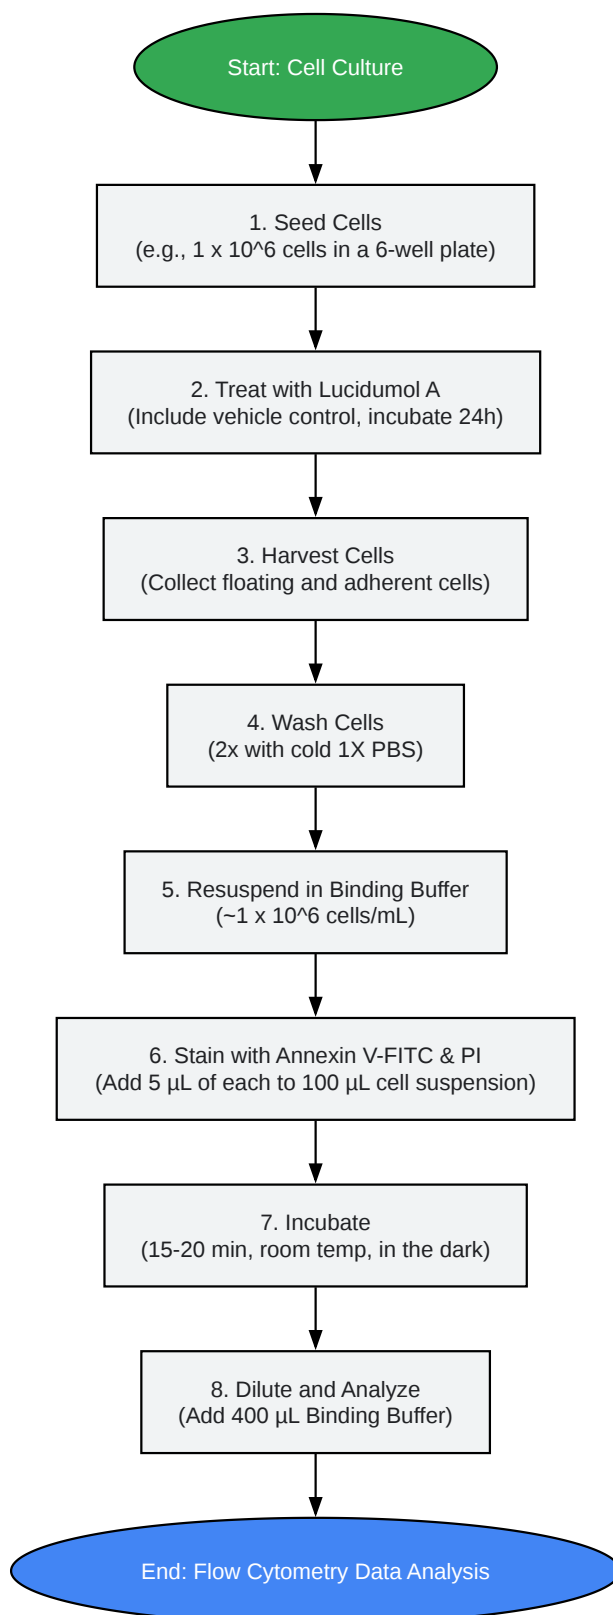 Start: Cell Culture
1. Seed Cells
(e.g., 1 x 10^6 cells in a 6-well plate)
2. Treat with Lucidumol A
(Include vehicle control, incubate 24h)
3. Harvest Cells
(Collect floating and adherent cells)
4. Wash Cells
(2x with cold 1X PBS)
5. Resuspend in Binding Buffer
(~1 x 10^6 cells/mL)
6. Stain with Annexin V-FITC & PI
(Add 5 µL of each to 100 µL cell suspension)
7. Incubate
(15-20 min, room temp, in the dark)
8. Dilute and Analyze
(Add 400 µL Binding Buffer)
End: Flow Cytometry Data Analysis